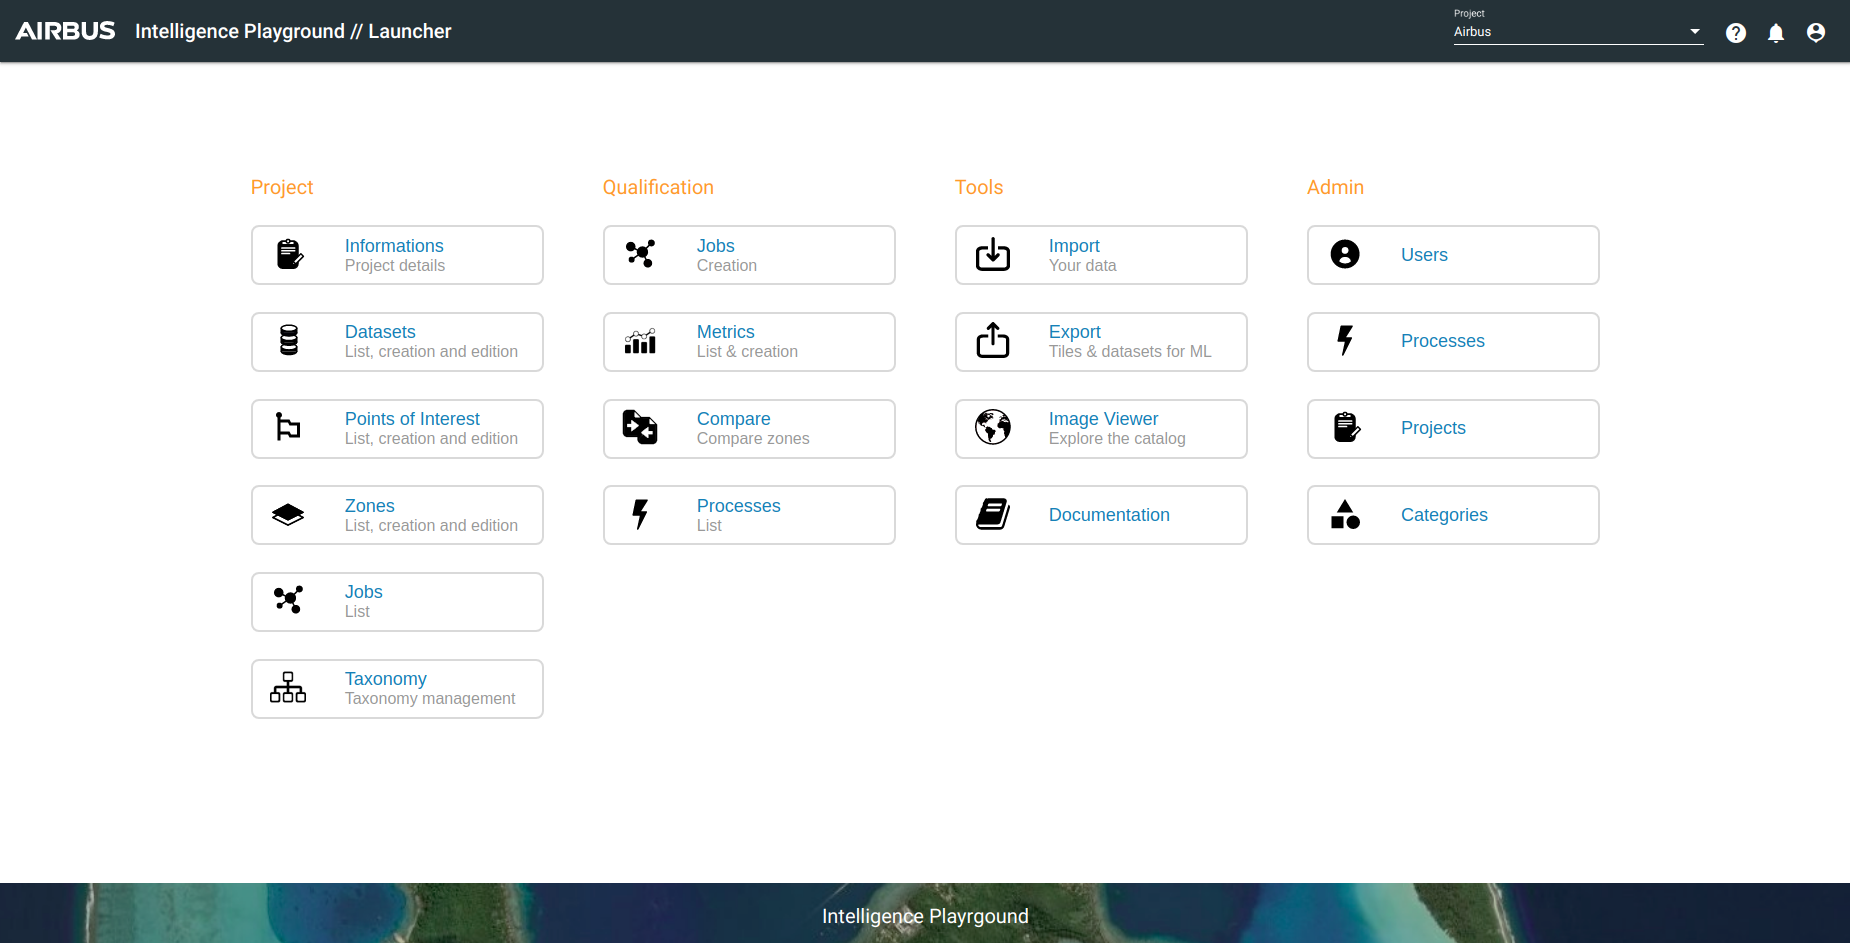 AIRBUS Intelligence Playground // Launcher
Project
Airbus
Project
Informations
Project details
Datasets
List, creation and edition
Points of Interest
List, creation and edition
Zones
List, creation and edition
Jobs
List
Taxonomy
Taxonomy management
Qualification
Jobs
Creation
Metrics
List & creation
Compare
Compare zones
Processes
List
Tools
Import
Your data
Export
Tiles & datasets for ML
Image Viewer
Explore the catalog
Documentation
Admin
Users
Processes
Projects
Categories
Intelligence Playrgound